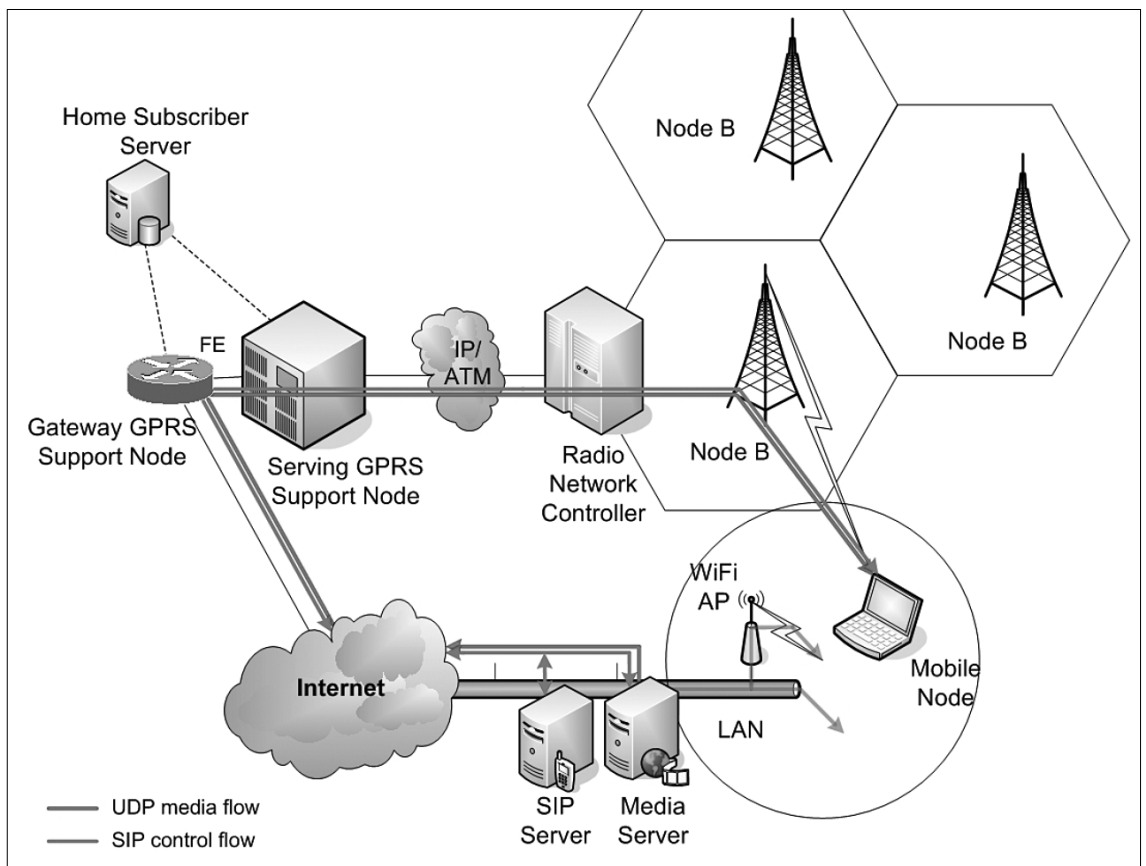 Node B
Home Subscriber
Server
Node B
FE
IP/
ATM
Gateway GPRS
Support Node
Serving GPRS
Support Node
Radio
Network
Controller
Node B
WiFi
AP
Mobile
Node
Internet
LAN
SIP
Server
Media
Server
UDP media flow
SIP control flow